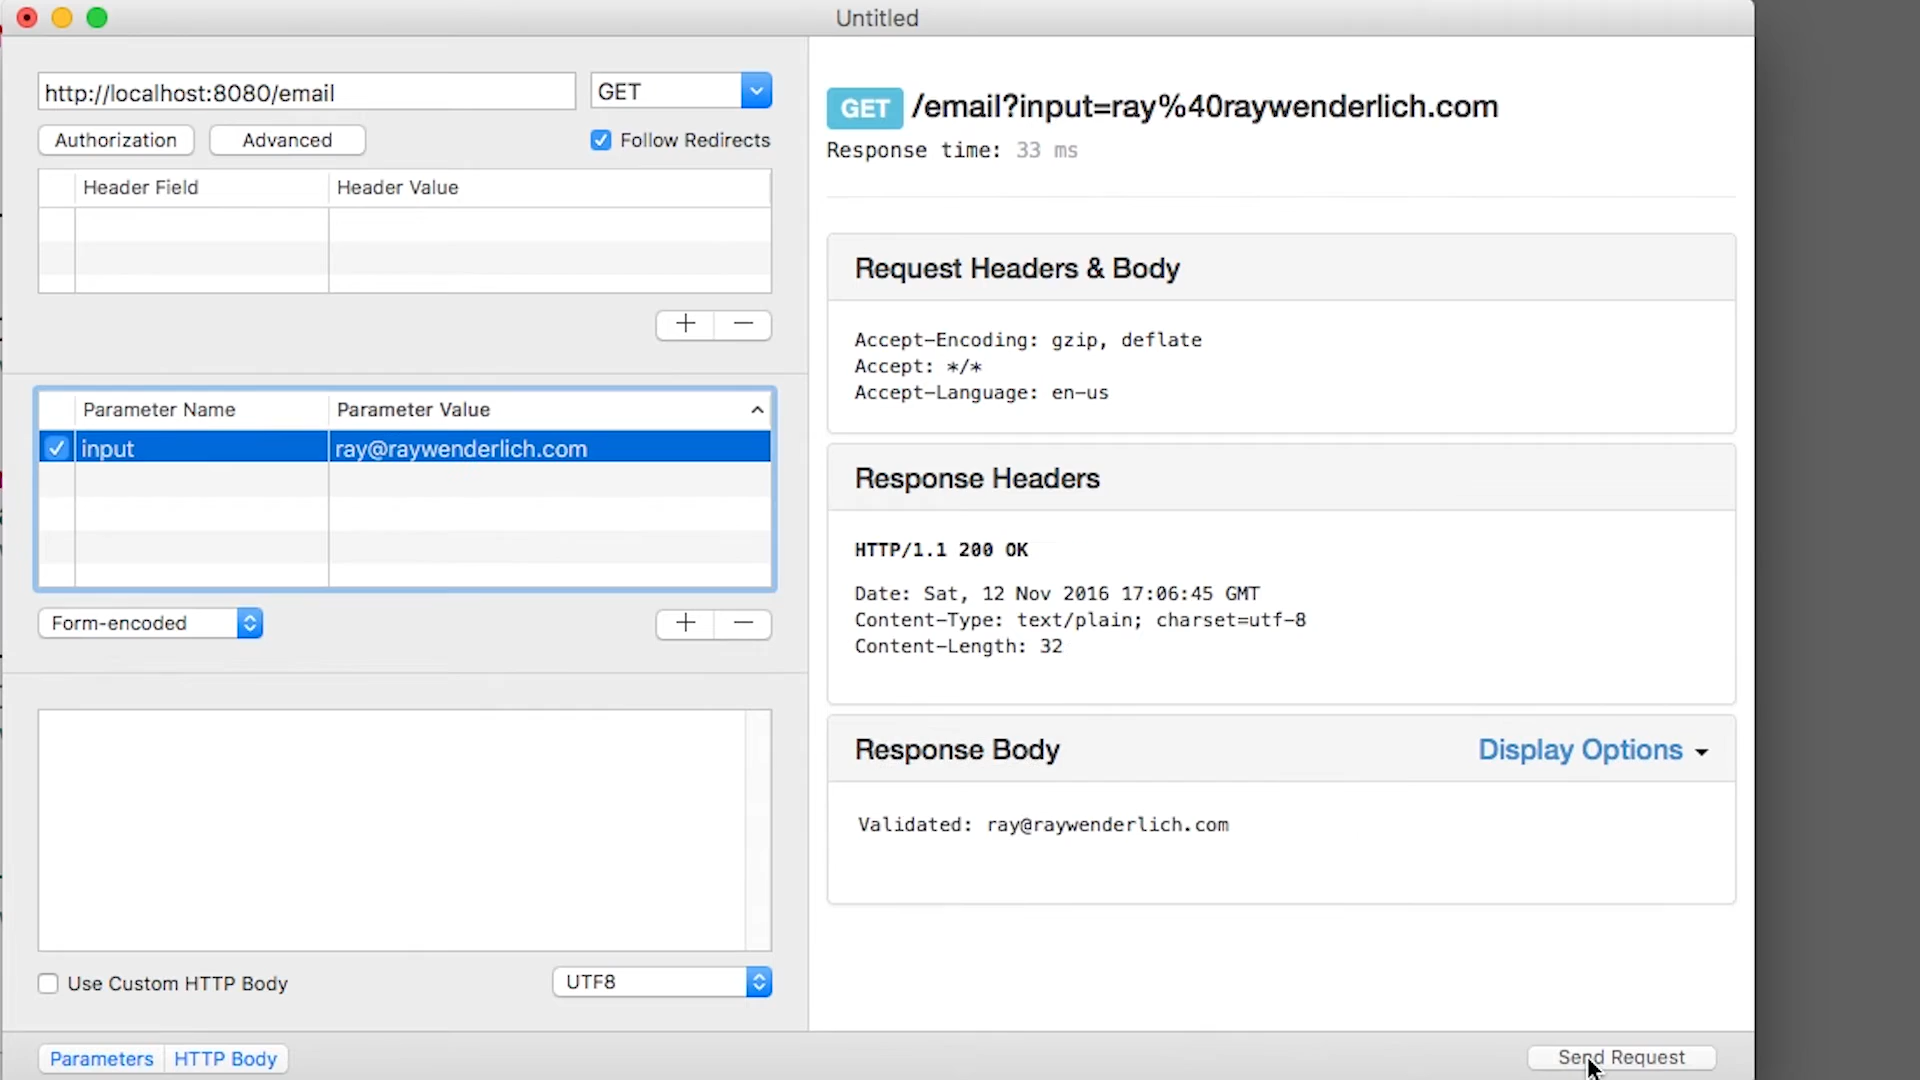 Untitled
http://localhost:8080/email
GET
Authorization
Advanced
Follow Redirects
Header Field
Header Value
Parameter Name
Parameter Value
input
ray@raywenderlich.com
Form-encoded
Use Custom HTTP Body
UTF8
Parameters
HTTP Body
GET /email?input=ray%40raywenderlich.com
Response time: 33 ms
Request Headers & Body
Accept-Encoding: gzip, deflate
Accept: */*
Accept-Language: en-us
Response Headers
HTTP/1.1 200 OK
Date: Sat, 12 Nov 2016 17:06:45 GMT
Content-Type: text/plain; charset=utf-8
Content-Length: 32
Response Body
Display Options
Validated: ray@raywenderlich.com
Send Request